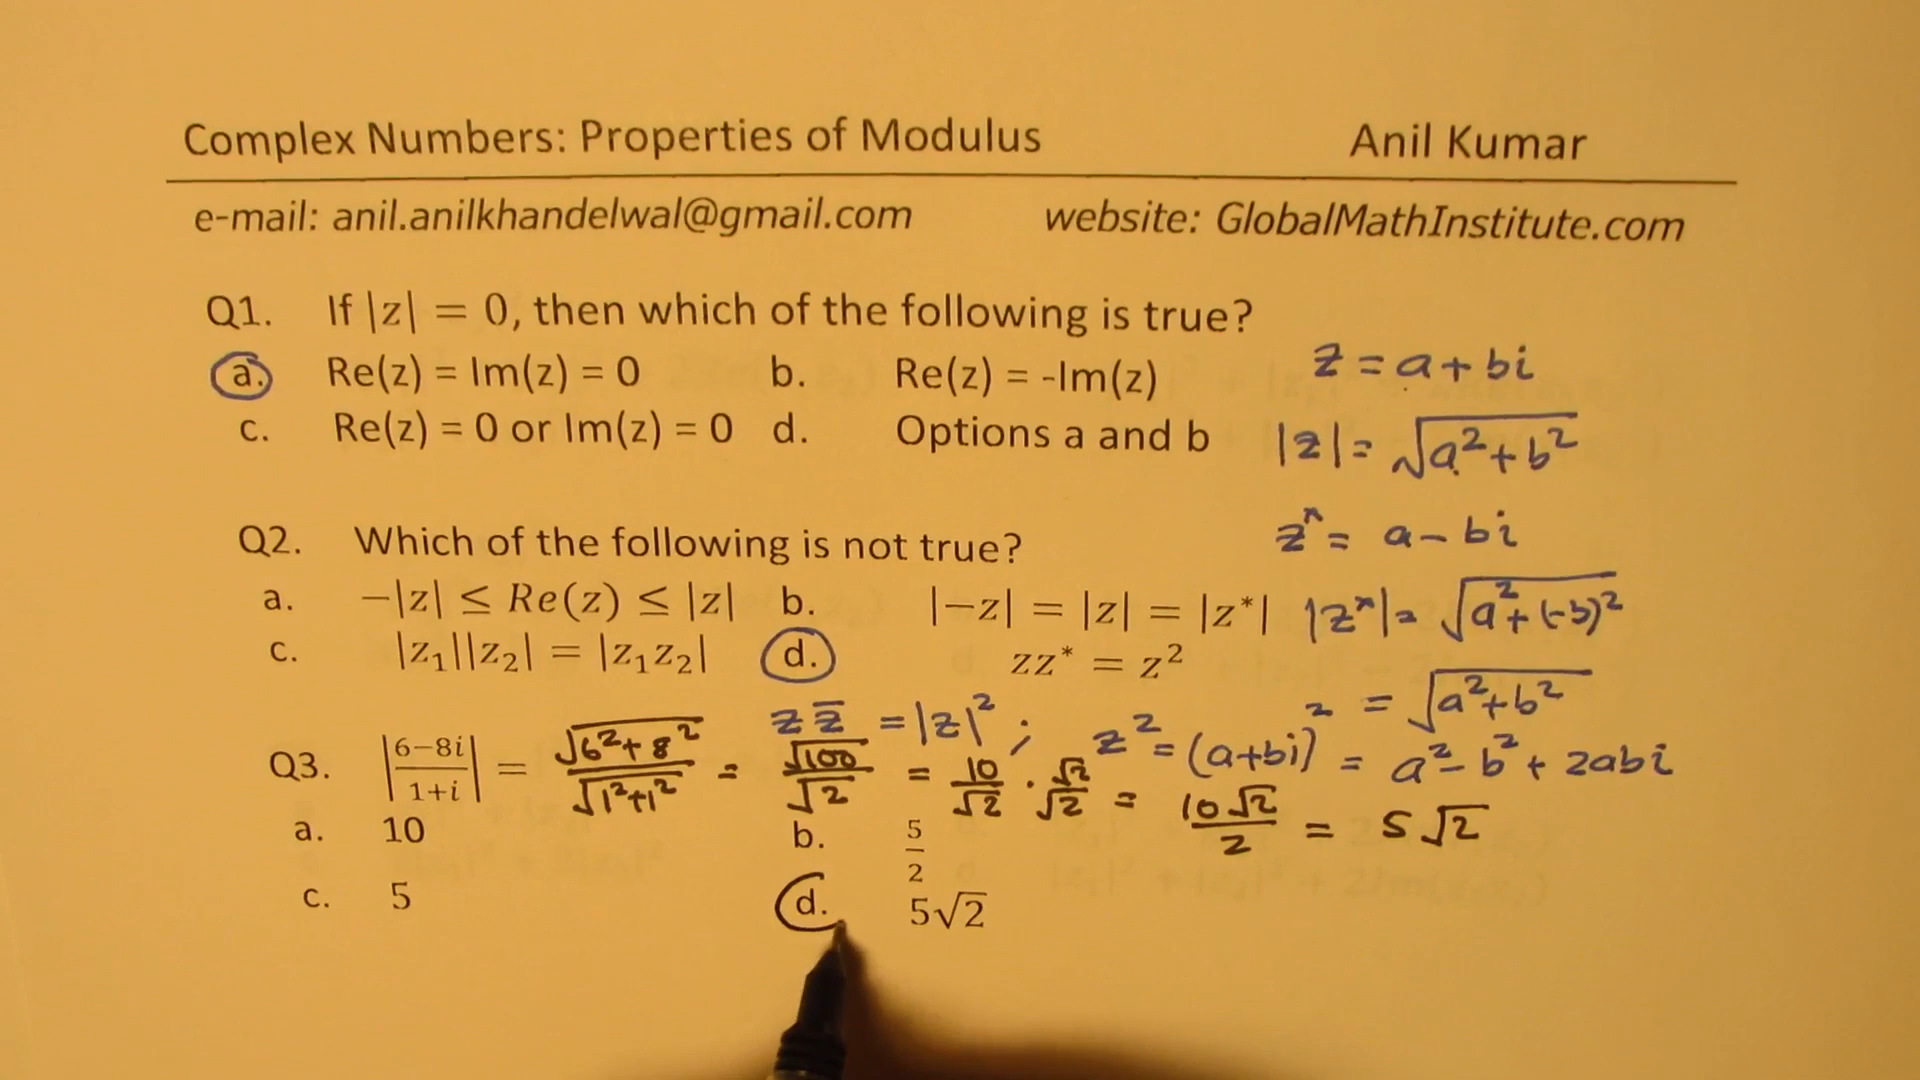 Complex Numbers: Properties of Modulus Anil Kumar
e-mail: anil.anilkhandelwal@gmail.com website: GlobalMathInstitute.com
Q1. If |z| = 0, then which of the following is true?
a. Re(z) = Im(z) = 0 b. Re(z) = -Im(z) z = a + bi
c. Re(z) = 0 or Im(z) = 0 d. Options a and b |z| = √(a² + b²)
Q2. Which of the following is not true? z* = a - bi
a. −|z| ≤ Re(z) ≤ |z| b. |−z| = |z| = |z*| |z*| = √(a² + (-b)²)
c. |z₁||z₂| = |z₁z₂| d. zz* = z² = √(a² + b²)
z z̄ = |z|² ; z² = (a+bi)² = a² - b² + 2abi
Q3. |(6−8i)/(1+i)| = √(6² + 8²)/√(1² + 1²) = √100/√2 = 10/√2 · √2/√2 = 10√2/2 = 5√2
a. 10 b. 5/2
c. 5 d. 5√2